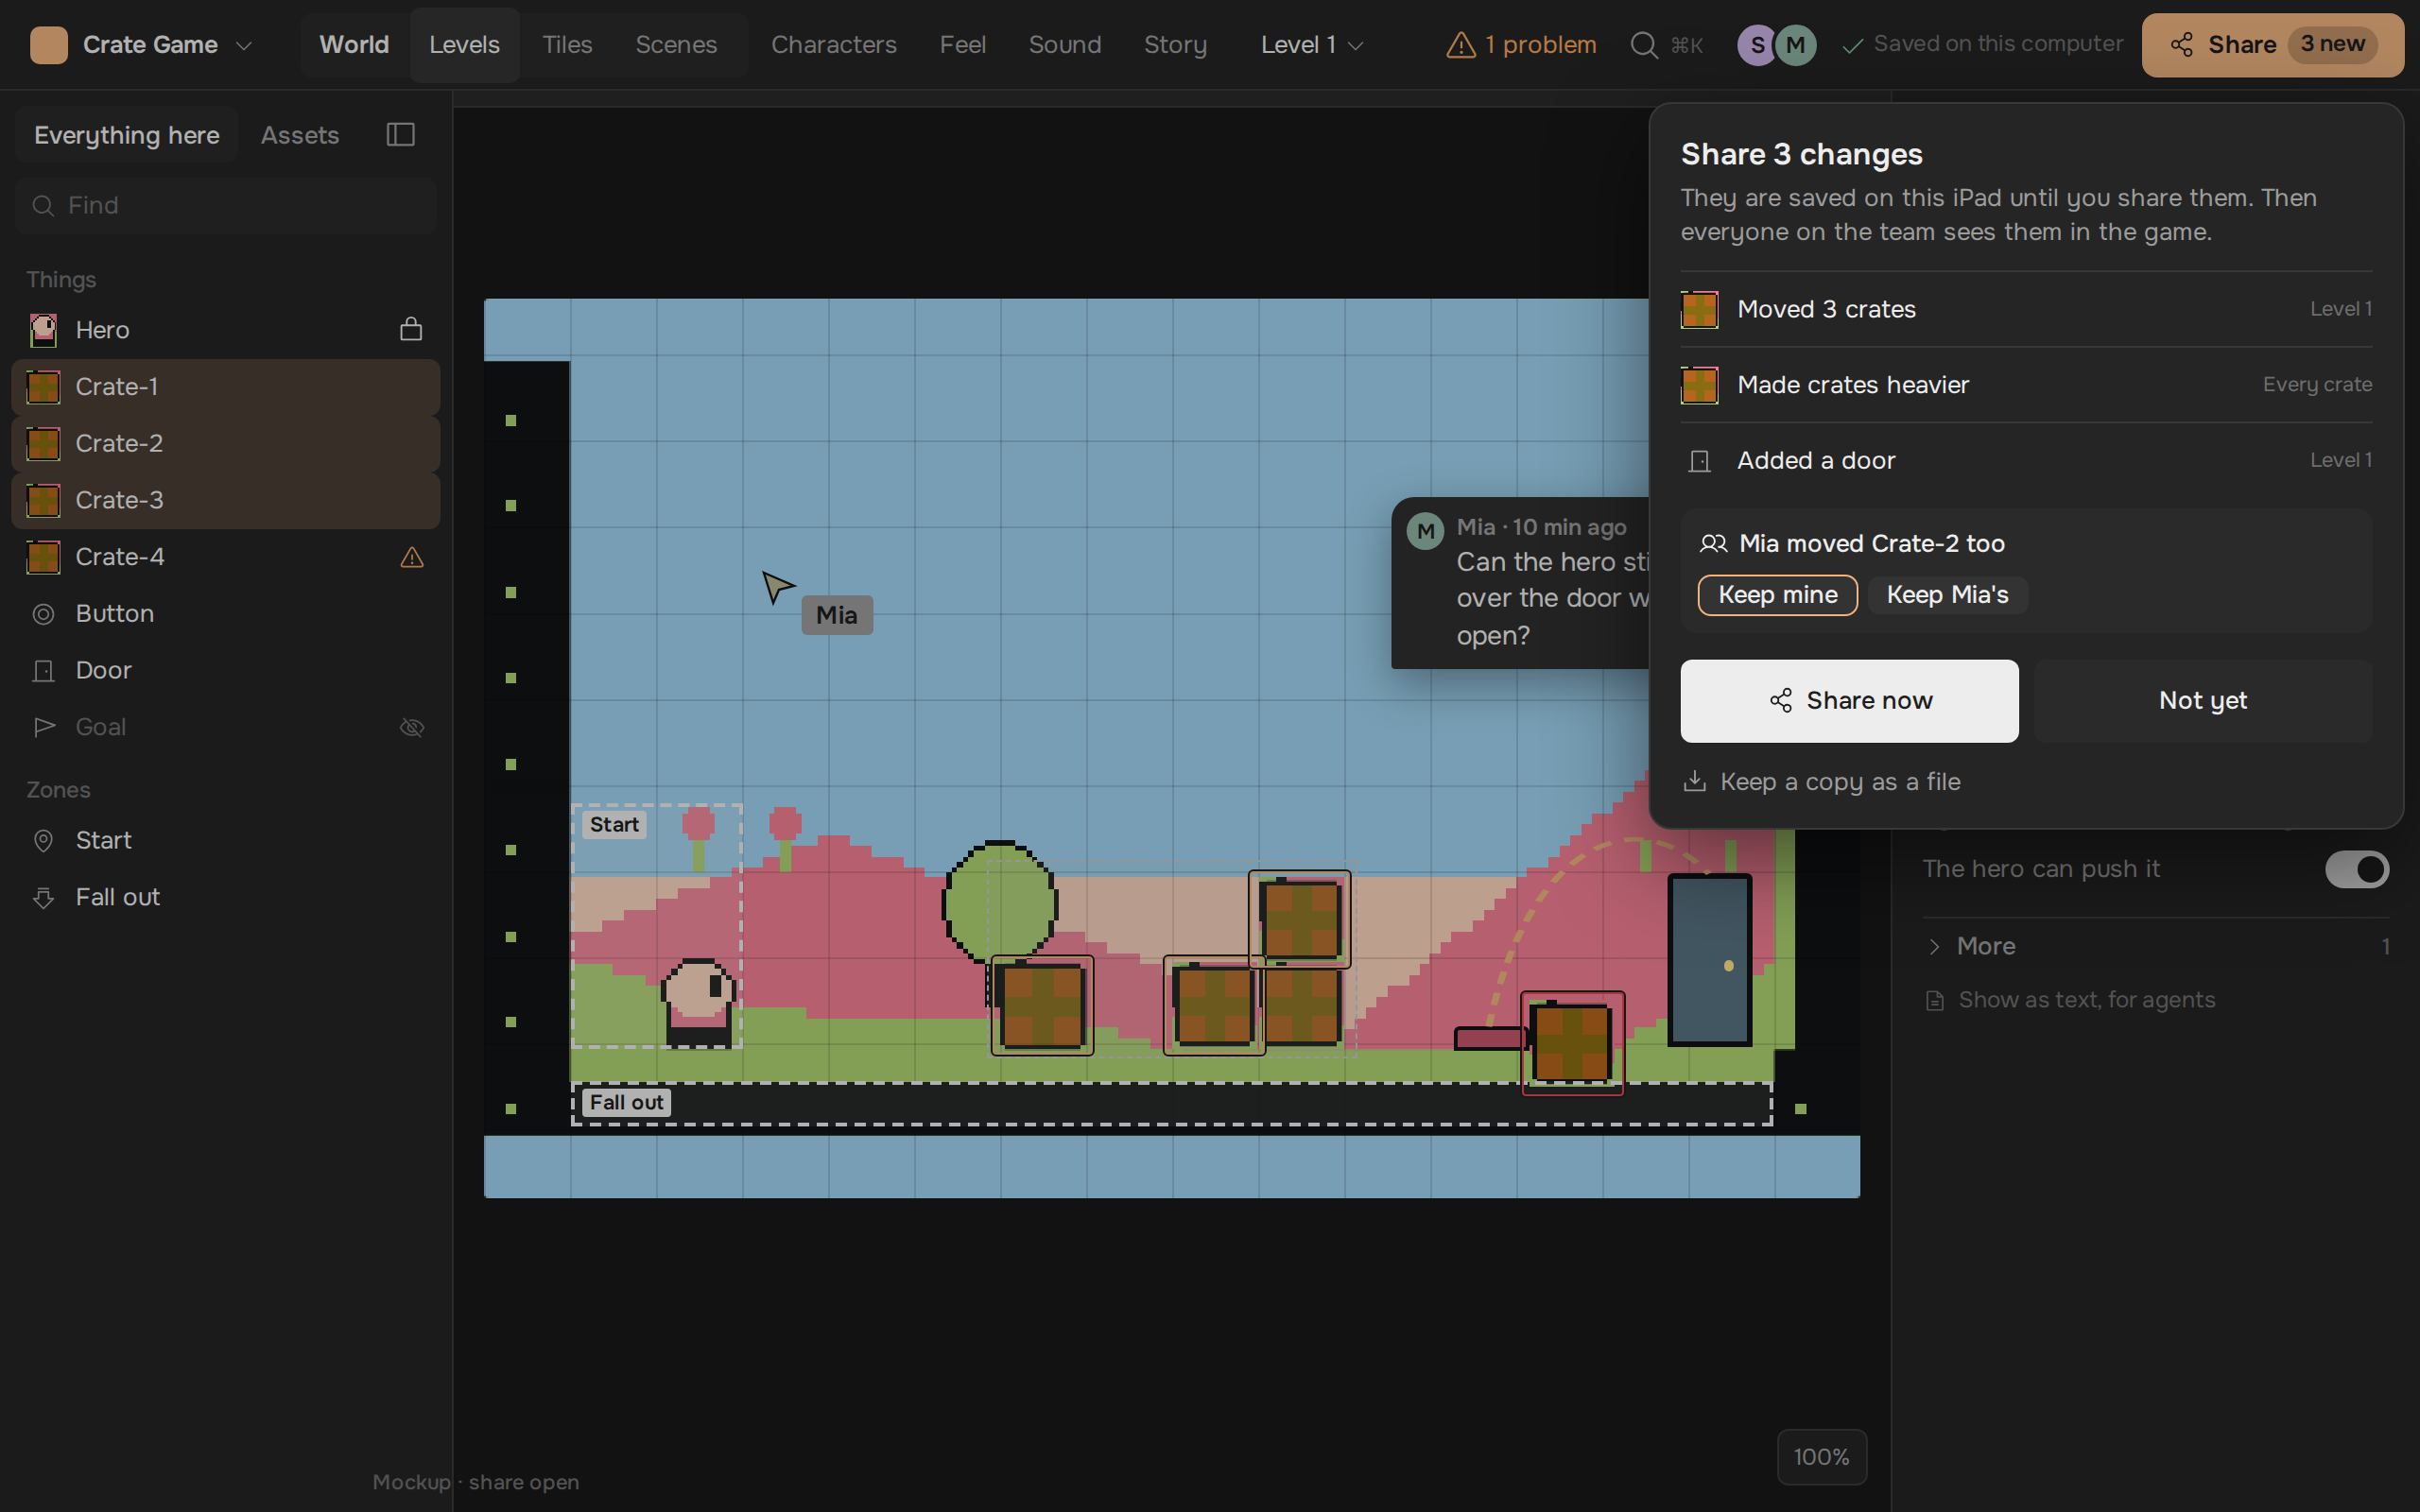 Crate Game
World
Levels
Tiles
Scenes
Characters
Feel
Sound
Story
Level 1
1 problem
⌘K
S
M
Saved on this computer
Share
3 new
Everything here
Assets
Find
Things
Hero
Crate-1
Crate-2
Crate-3
Crate-4
Button
Door
Goal
Zones
Start
Fall out
Mia
M
Mia · 10 min ago
Can the hero sti
over the door w
open?
Start
Fall out
Share 3 changes
They are saved on this iPad until you share them. Then
everyone on the team sees them in the game.
Moved 3 crates
Level 1
Made crates heavier
Every crate
Added a door
Level 1
Mia moved Crate-2 too
Keep mine
Keep Mia's
Share now
Not yet
Keep a copy as a file
The hero can push it
More
1
Show as text, for agents
100%
Mockup · share open